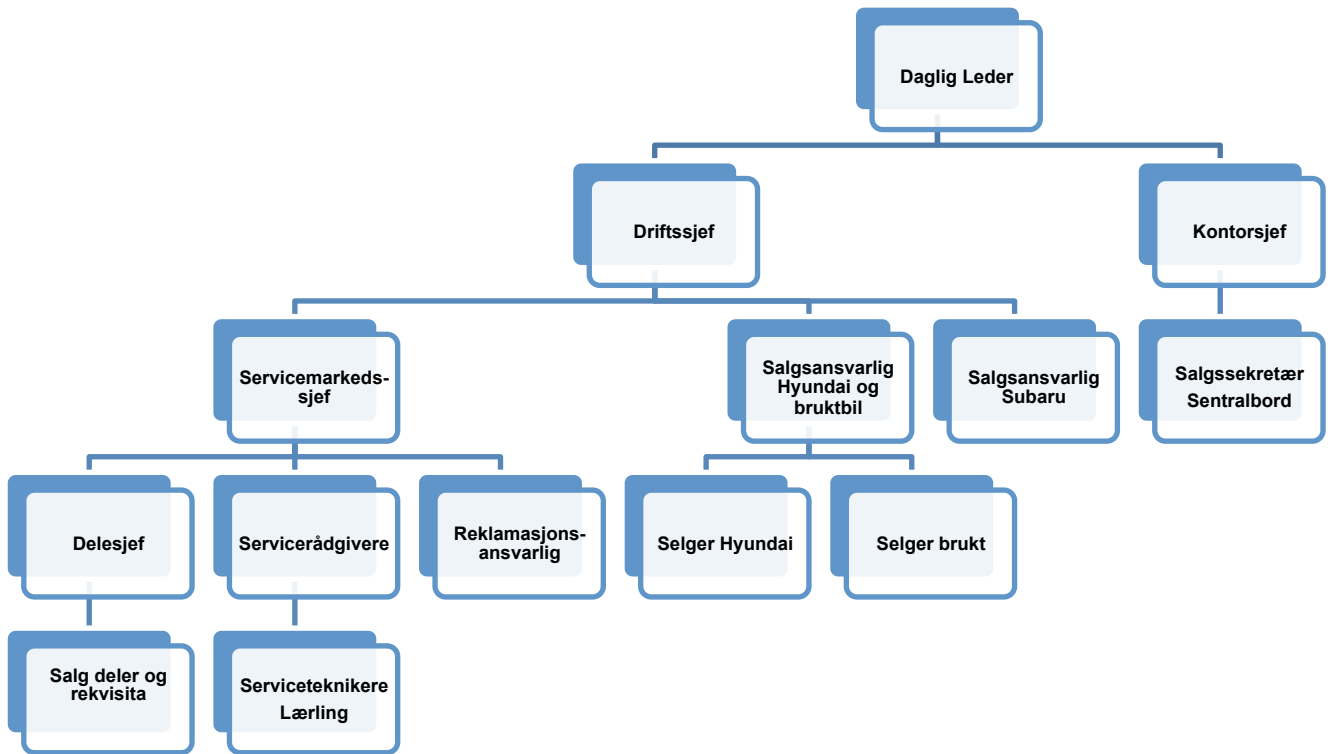 Daglig Leder
Driftssjef
Kontorsjef
Servicemarkeds-
sjef
Salgsansvarlig
Hyundai og
bruktbil
Salgsansvarlig
Subaru
Salgssekretær
Sentralbord
Delesjef
Servicerådgivere
Reklamasjons-
ansvarlig
Selger Hyundai
Selger brukt
Salg deler og
rekvisita
Serviceteknikere
Lærling